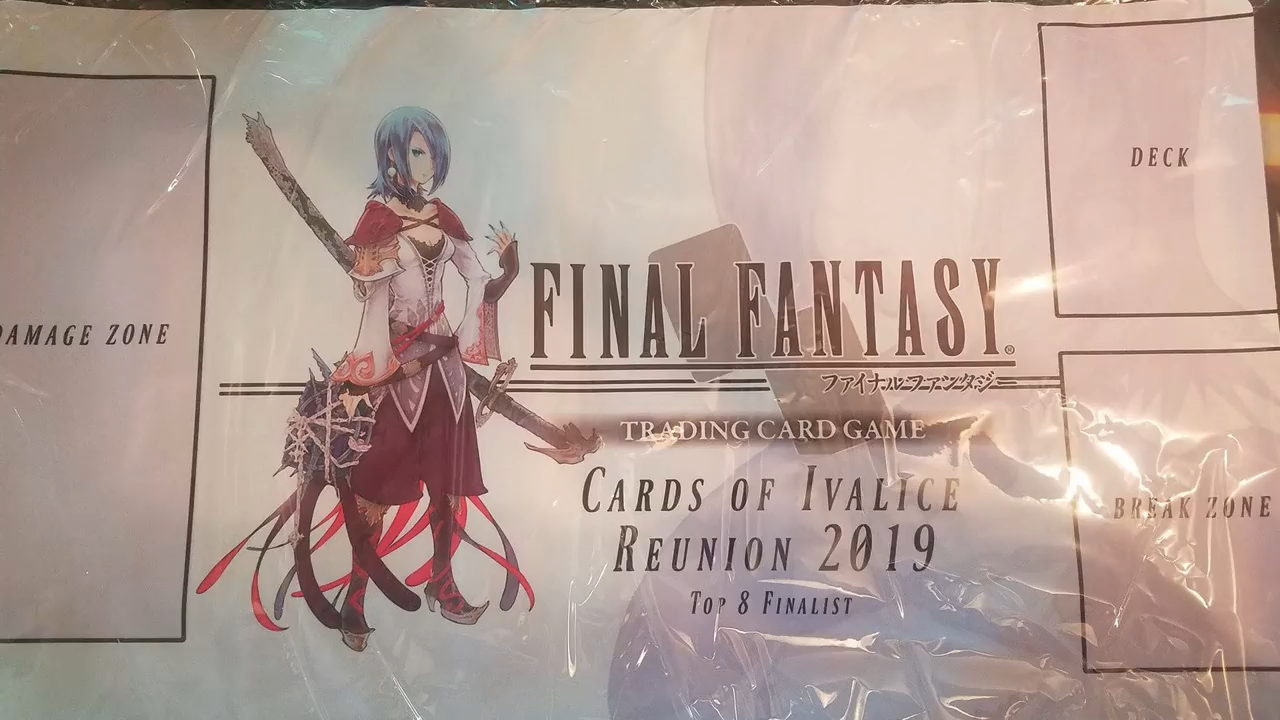 DAMAGE ZONE
DECK
FINAL FANTASY®
ファイナルファンタジー
TRADING CARD GAME
CARDS OF IVALICE
REUNION 2019
TOP 8 FINALIST
BREAK ZONE